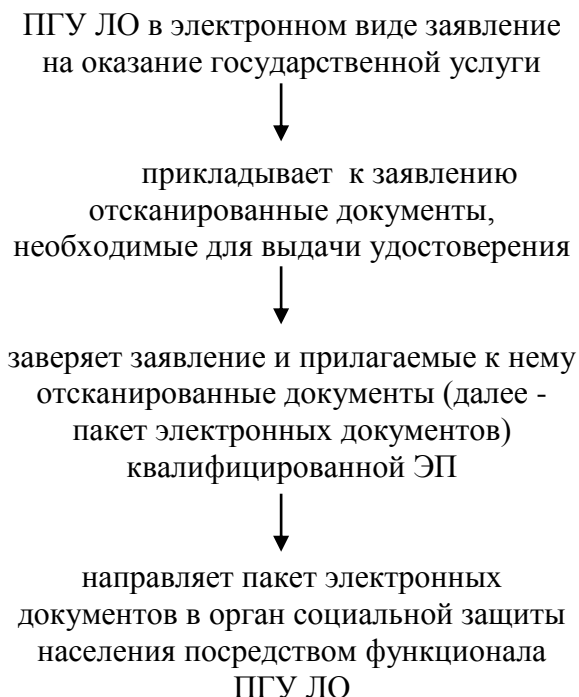 ПГУ ЛО в электронном виде заявление
на оказание государственной услуги
прикладывает к заявлению
отсканированные документы,
необходимые для выдачи удостоверения
заверяет заявление и прилагаемые к нему
отсканированные документы (далее -
пакет электронных документов)
квалифицированной ЭП
направляет пакет электронных
документов в орган социальной защиты
населения посредством функционала
ПГУ ЛО